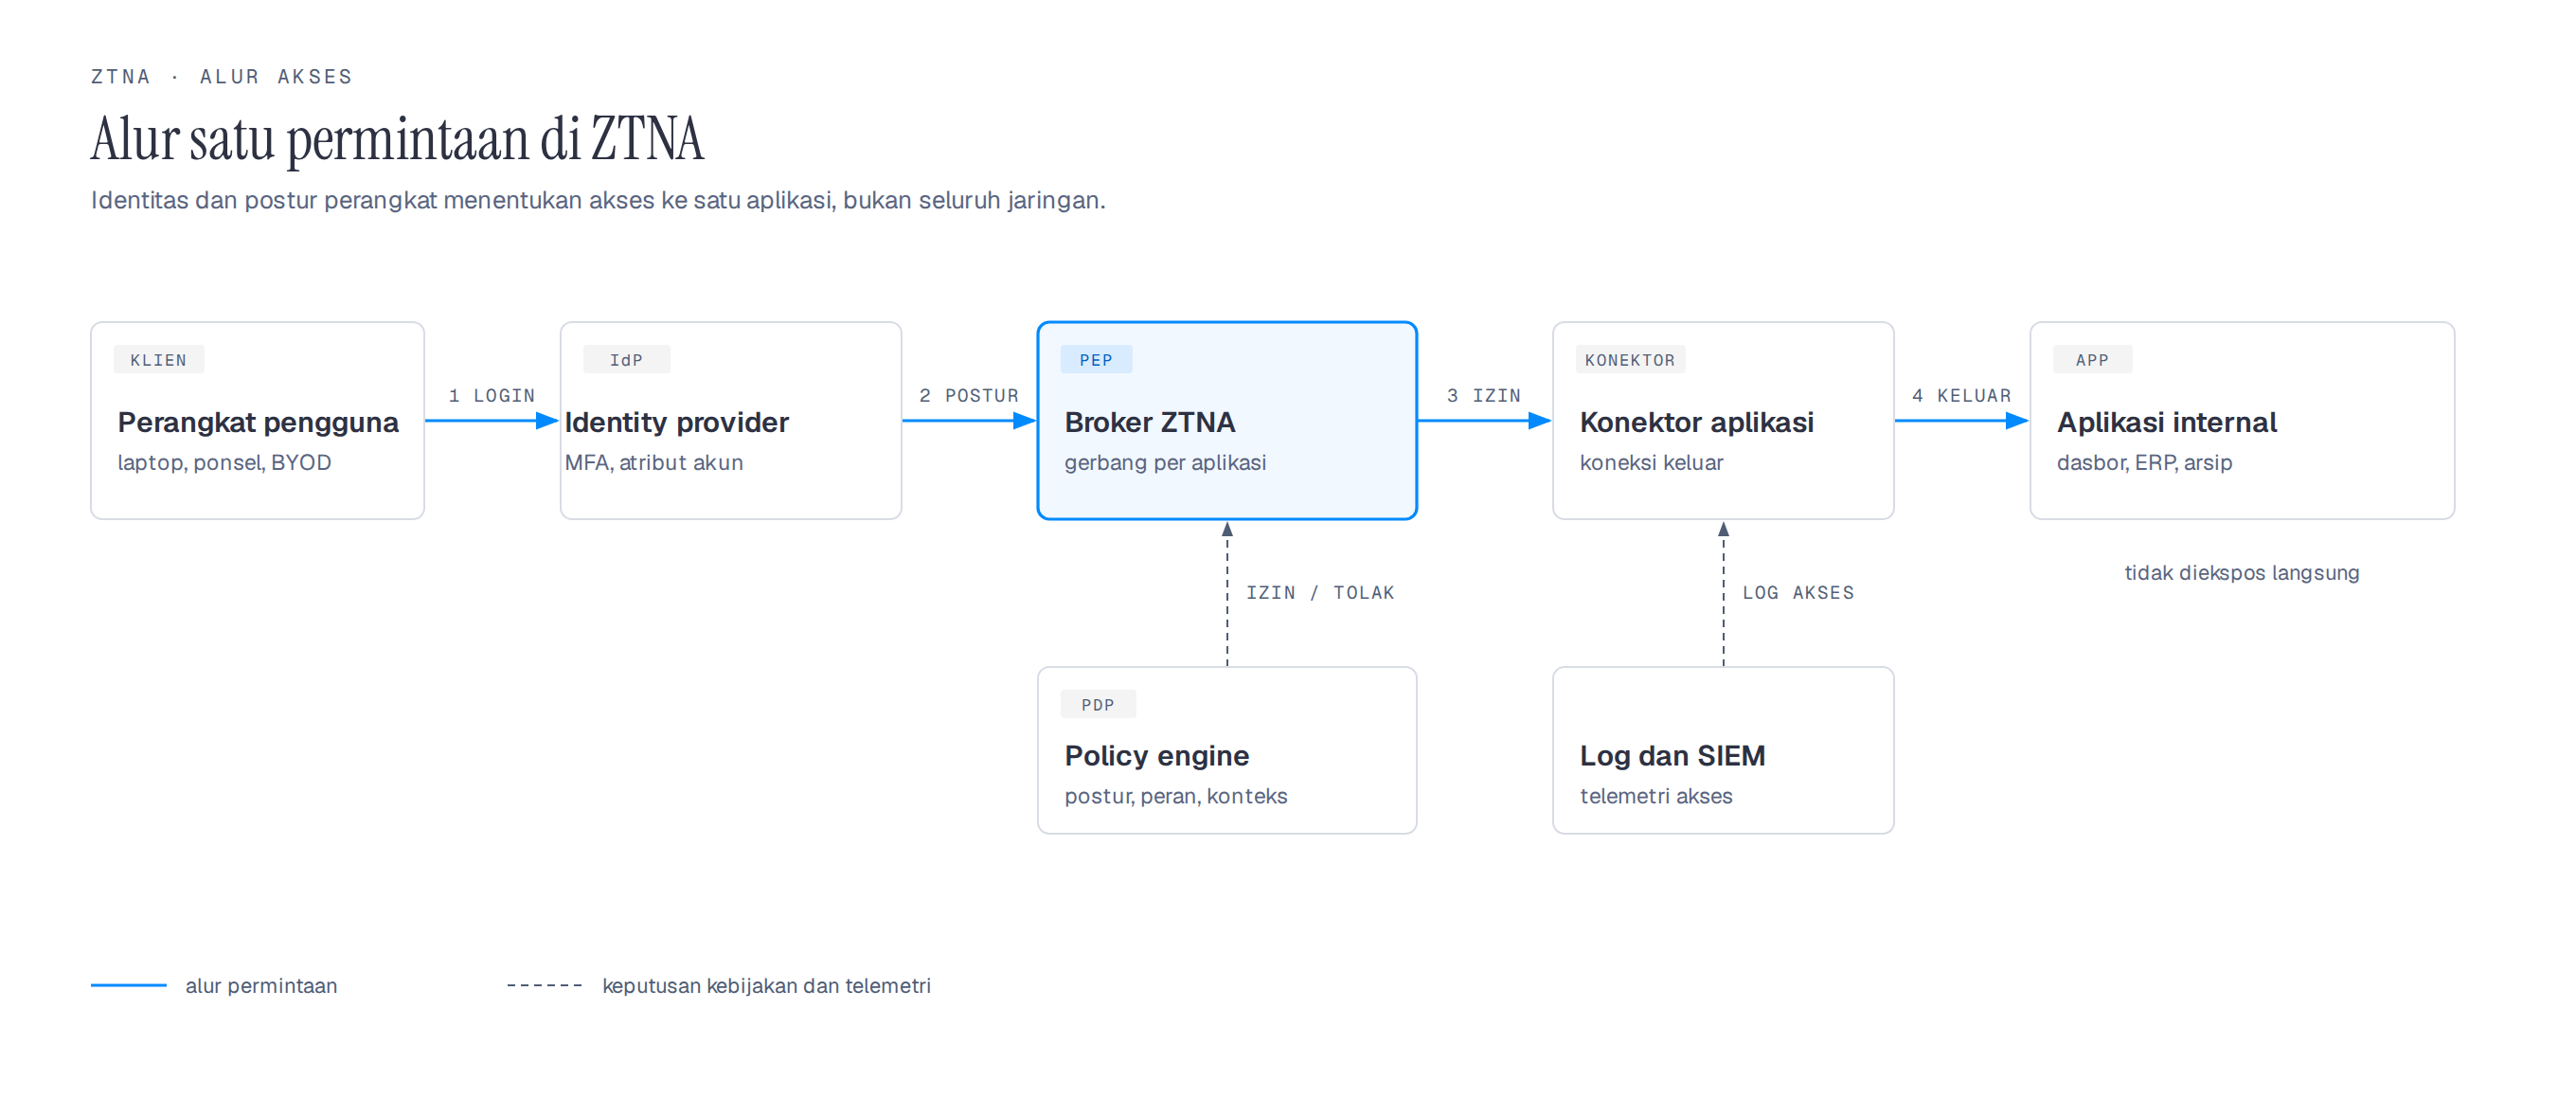 ZTNA · ALUR AKSES
Alur satu permintaan di ZTNA
Identitas dan postur perangkat menentukan akses ke satu aplikasi, bukan seluruh jaringan.
KLIEN
Perangkat pengguna
laptop, ponsel, BYOD
1 LOGIN
IdP
Identity provider
MFA, atribut akun
2 POSTUR
PEP
Broker ZTNA
gerbang per aplikasi
3 IZIN
KONEKTOR
Konektor aplikasi
koneksi keluar
4 KELUAR
APP
Aplikasi internal
dasbor, ERP, arsip
tidak diekspos langsung
IZIN / TOLAK
LOG AKSES
PDP
Policy engine
postur, peran, konteks
Log dan SIEM
telemetri akses
alur permintaan
keputusan kebijakan dan telemetri